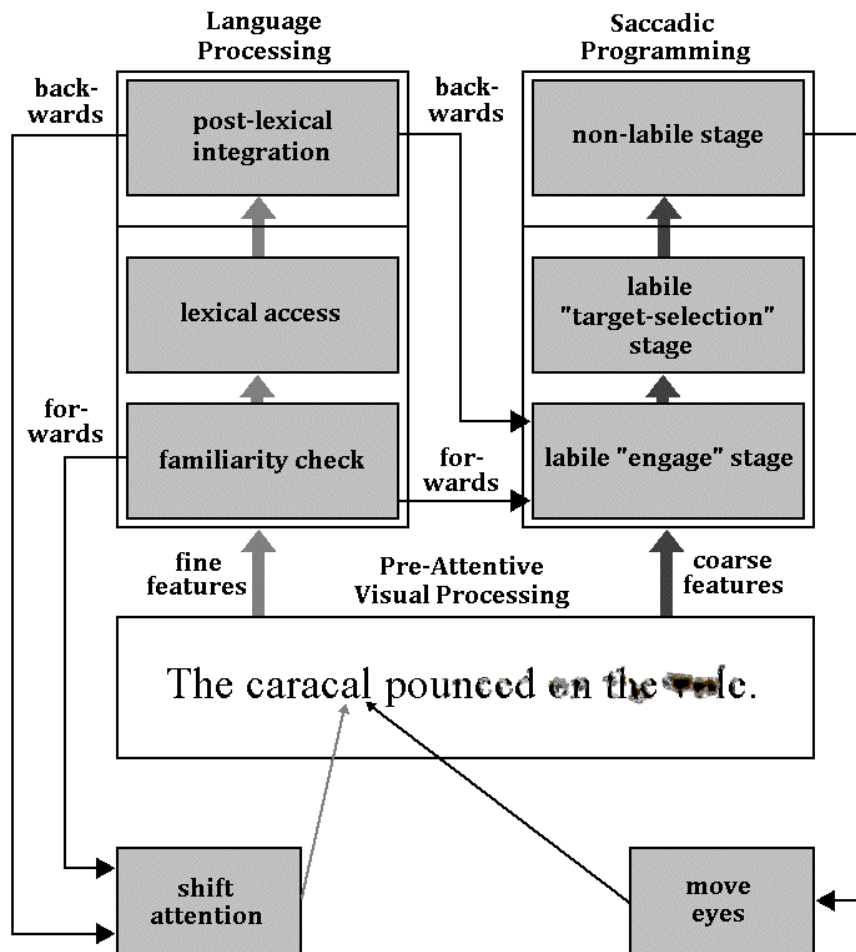 Language
Processing
Saccadic
Programming
back-
wards
post-lexical
integration
back-
wards
non-labile stage
lexical access
labile
"target-selection"
stage
for-
wards
familiarity check
for-
wards
labile "engage" stage
fine
features
Pre-Attentive
Visual Processing
coarse
features
The caracal pounced on the
shift
attention
move
eyes